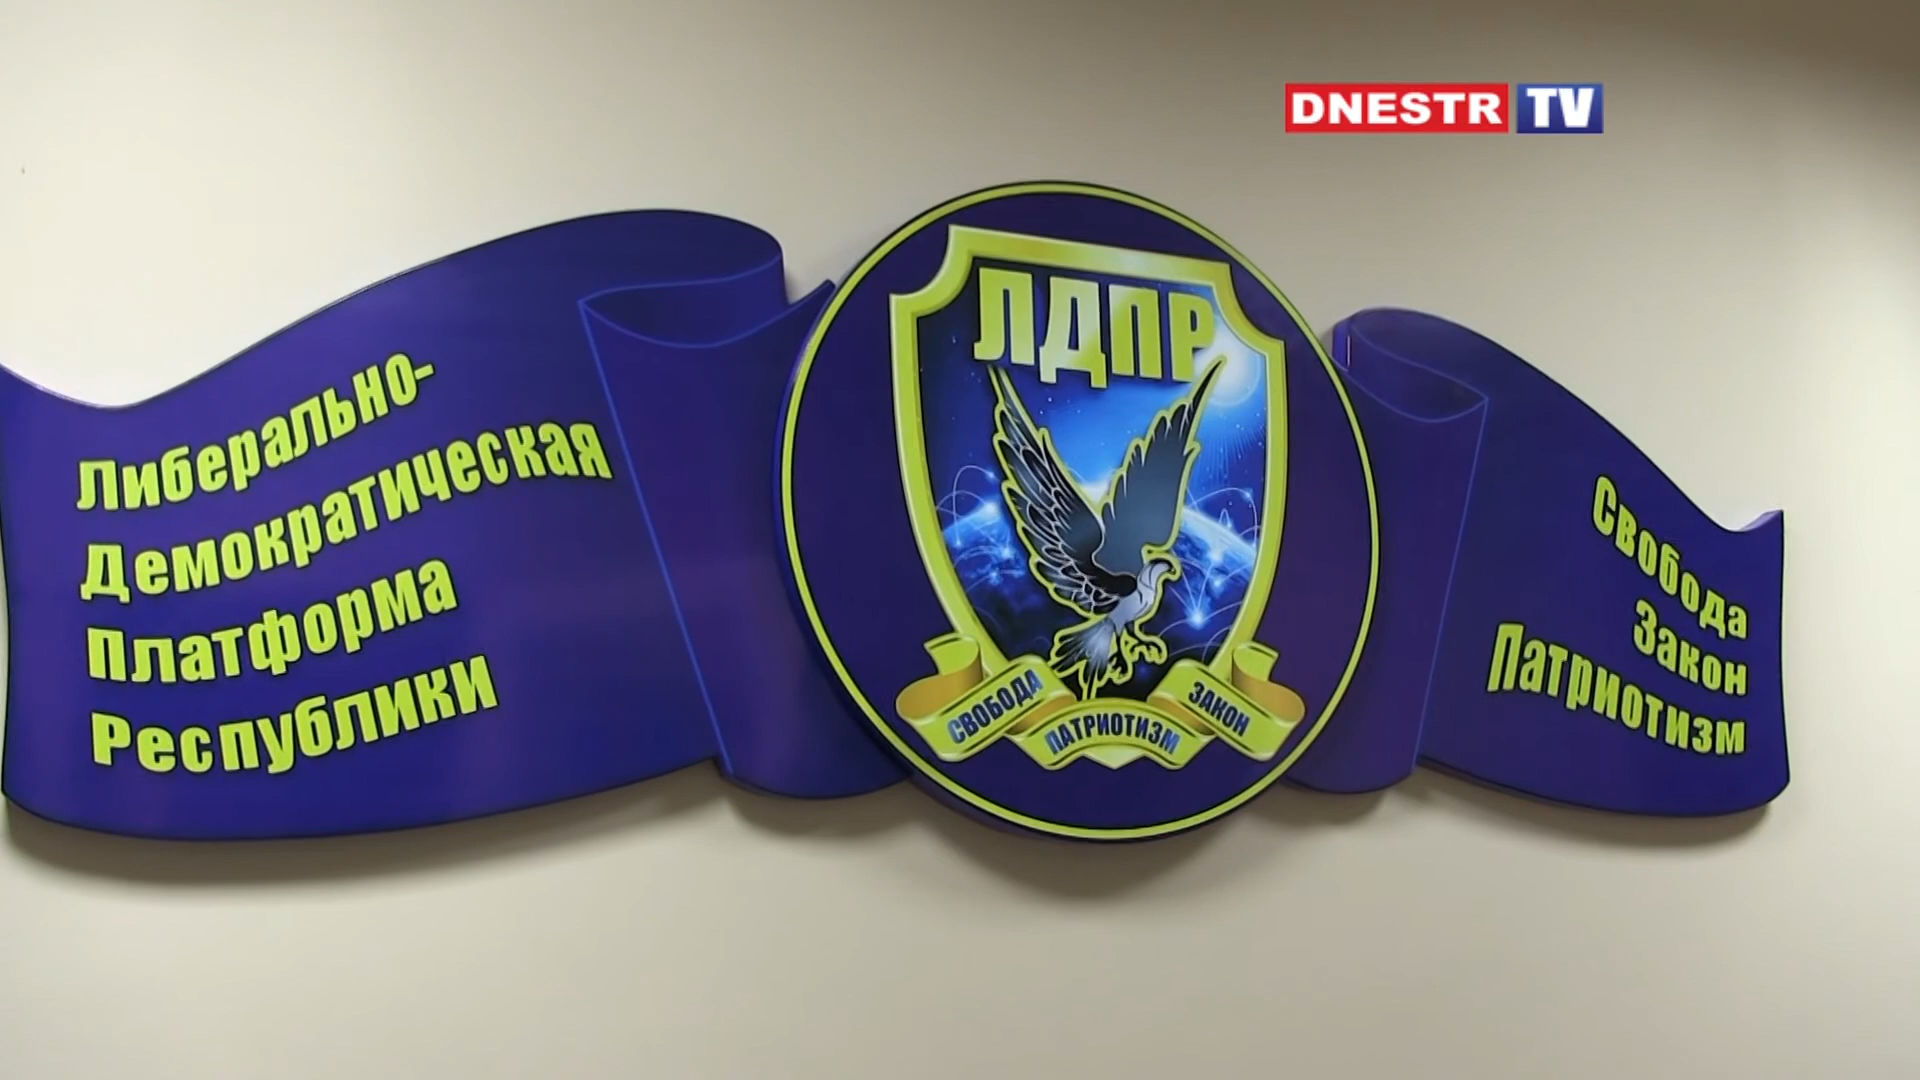 DNESTR TV
Либерально-
Демократическая
Платформа
Республики
ЛДПР
СВОБОДА
ПАТРИОТИЗМ
ЗАКОН
Свобода
Закон
Патриотизм